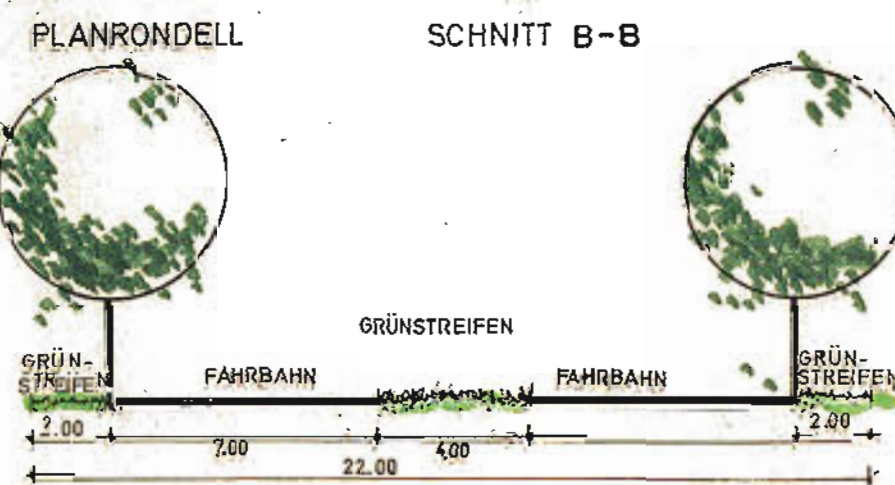 PLANRONDELL SCHNITT B-B
GRÜNSTREIFEN
GRÜN-
STREIFEN
FAHRBAHN
FAHRBAHN
GRÜN-
STREIFEN
2.00
7.00
4.00
2.00
22.00